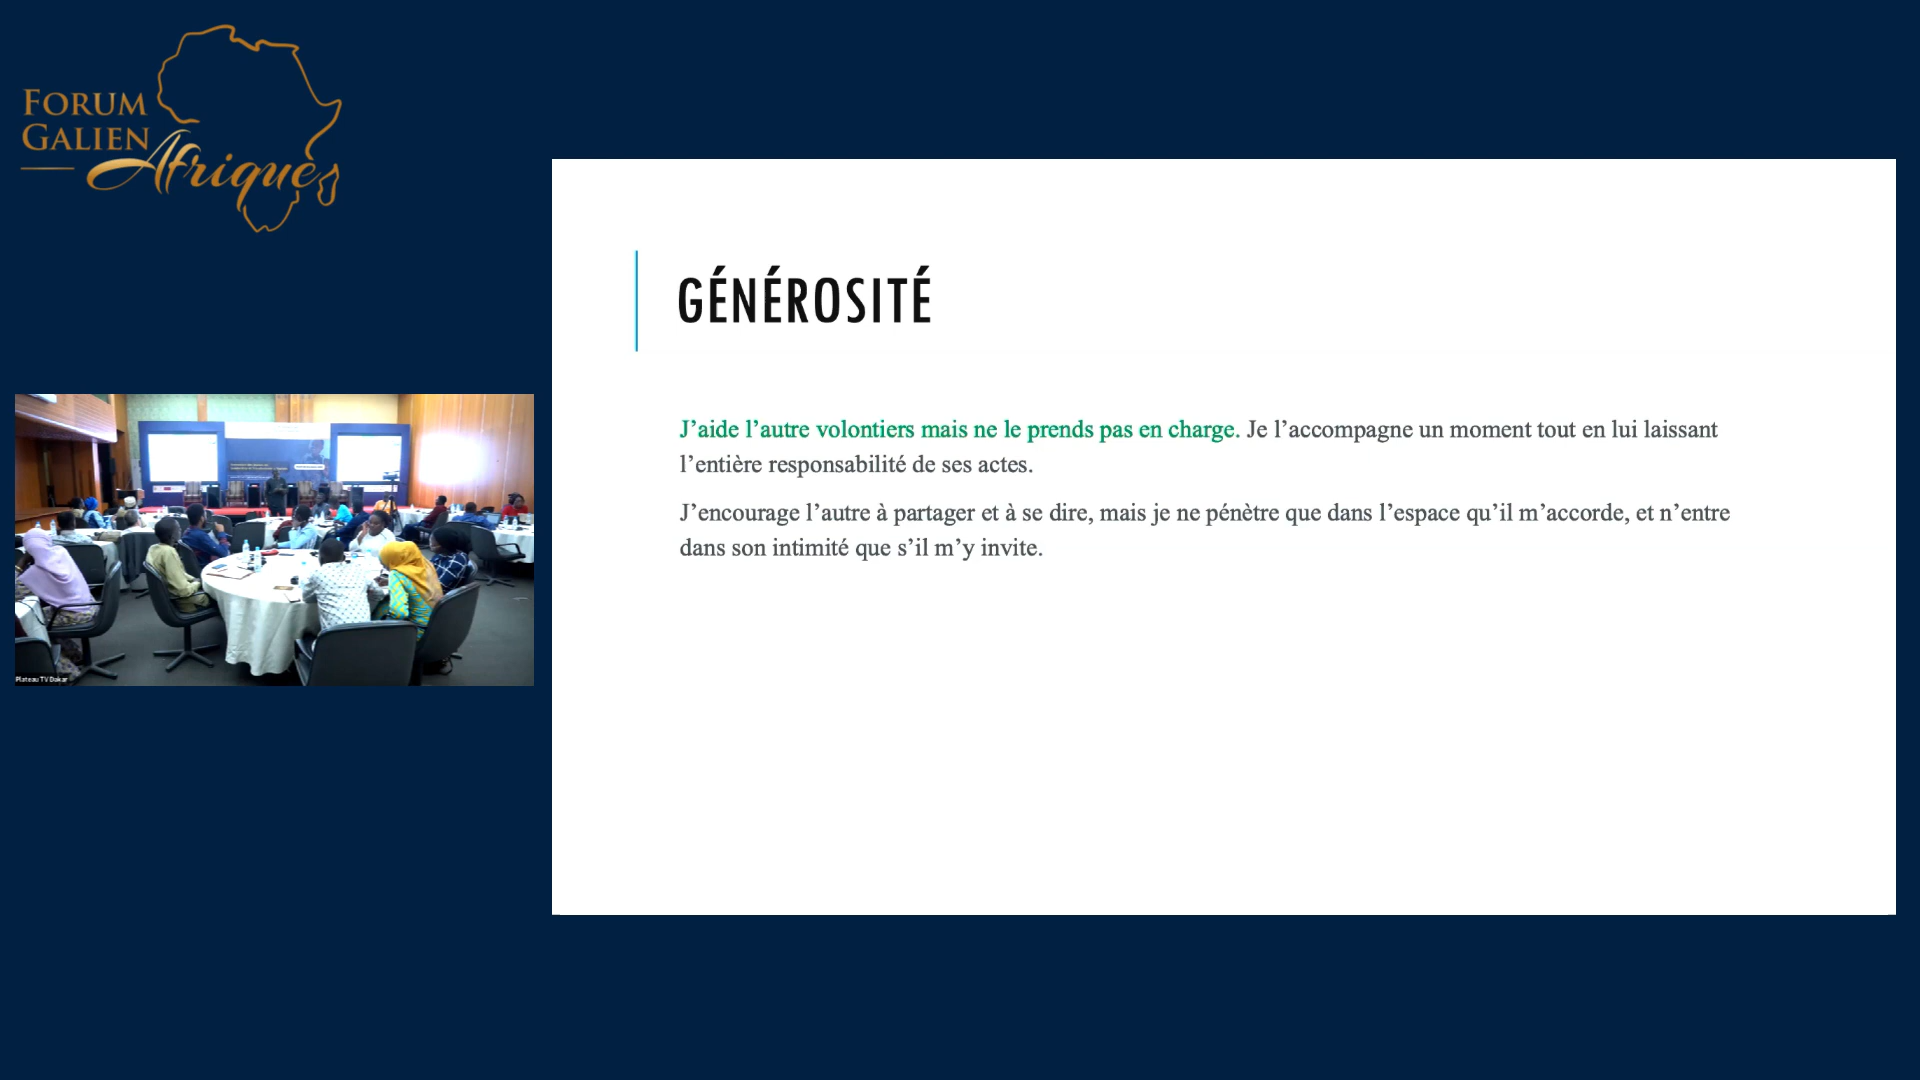 FORUM
GALIEN
Afrique
GÉNÉROSITÉ
J’aide l’autre volontiers mais ne le prends pas en charge. Je l’accompagne un moment tout en lui laissant
l’entière responsabilité de ses actes.
J’encourage l’autre à partager et à se dire, mais je ne pénètre que dans l’espace qu’il m’accorde, et n’entre
dans son intimité que s’il m’y invite.
Plateau TV Dakar